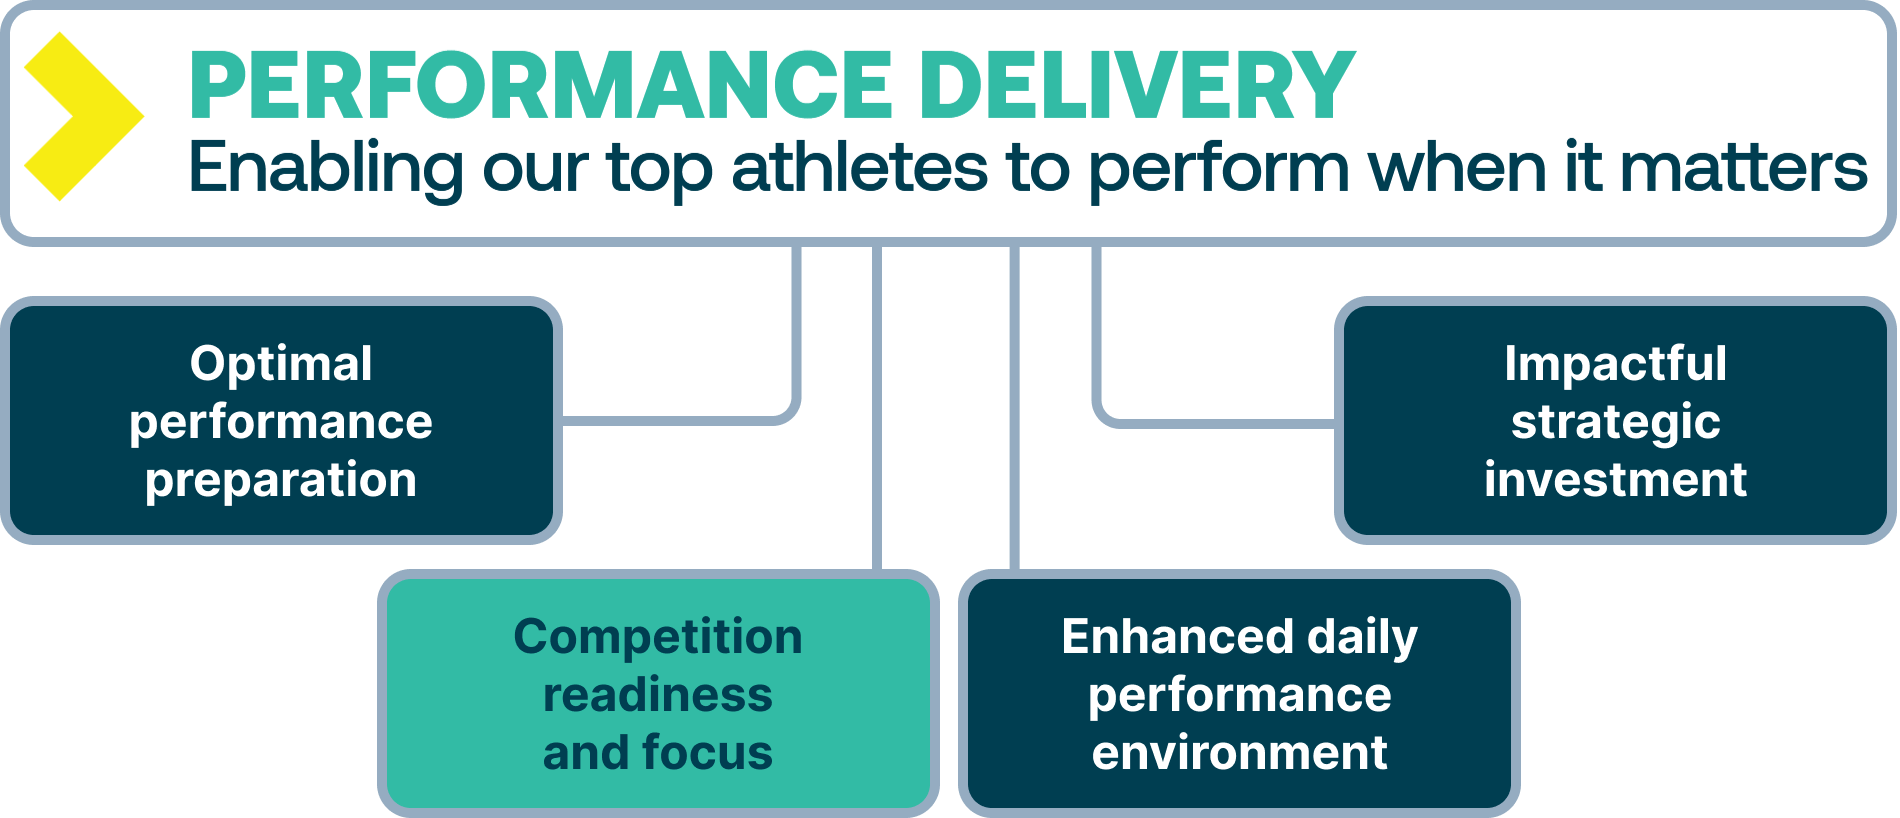 PERFORMANCE DELIVERY
Enabling our top athletes to perform when it matters
Optimal
performance
preparation
Impactful
strategic
investment
Competition
readiness
and focus
Enhanced daily
performance
environment